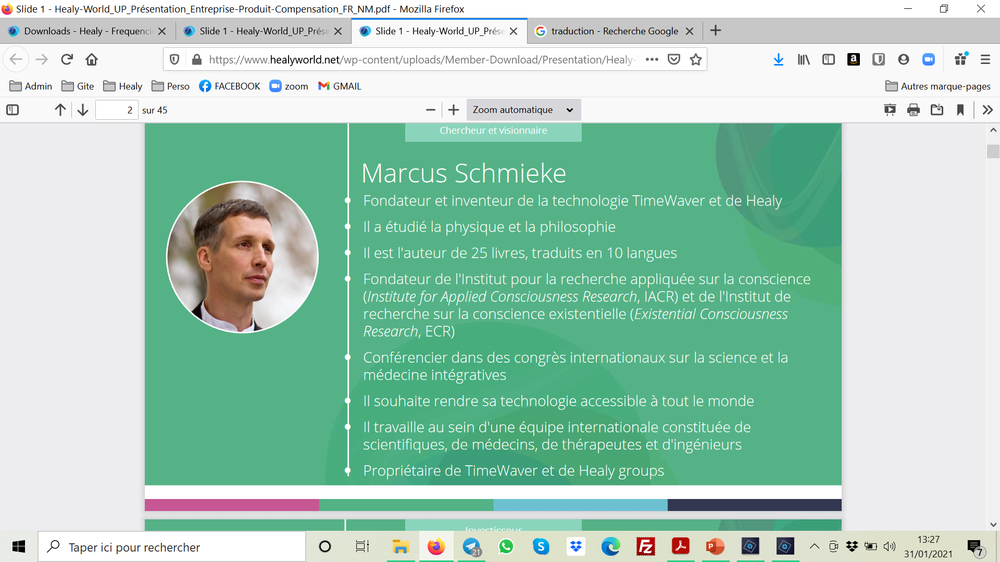 Slide 1 - Healy-World_UP_Présentation_Entreprise-Produit-Compensation_FR_NM.pdf - Mozilla Firefox
Downloads - Healy - Frequenci
Slide 1 - Healy-World_UP_Prése
Slide 1 - Healy-World_UP_Prése
traduction - Recherche Google
https://www.healyworld.net/wp-content/uploads/Member-Download/Presentation/Healy-
Admin
Gite
Healy
Perso
FACEBOOK
zoom
GMAIL
Autres marque-pages
2 sur 45
Zoom automatique
Chercheur et visionnaire
Marcus Schmieke
Fondateur et inventeur de la technologie TimeWaver et de Healy
Il a étudié la physique et la philosophie
Il est l'auteur de 25 livres, traduits en 10 langues
Fondateur de l'Institut pour la recherche appliquée sur la conscience
(Institute for Applied Consciousness Research, IACR) et de l'Institut de
recherche sur la conscience existentielle (Existential Consciousness
Research, ECR)
Conférencier dans des congrès internationaux sur la science et la
médecine intégratives
Il souhaite rendre sa technologie accessible à tout le monde
Il travaille au sein d'une équipe internationale constituée de
scientifiques, de médecins, de thérapeutes et d'ingénieurs
Propriétaire de TimeWaver et de Healy groups
Investisseur
Taper ici pour rechercher
21
13:27
31/01/2021
7